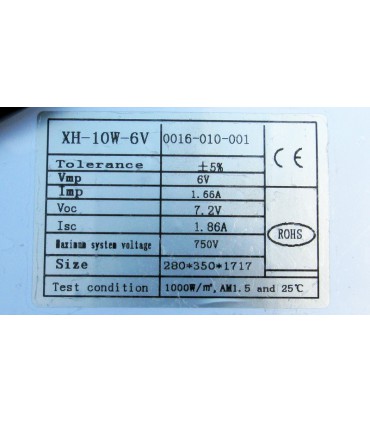 XH-10W-6V 0016-010-001
Tolerance ±5%
Vmp 6V
Imp 1.66A
Voc 7.2V
Isc 1.86A
Maximum system voltage 750V
Size 280*350*1717
Test condition 1000W/㎡, AM1.5 and 25℃
CE
ROHS